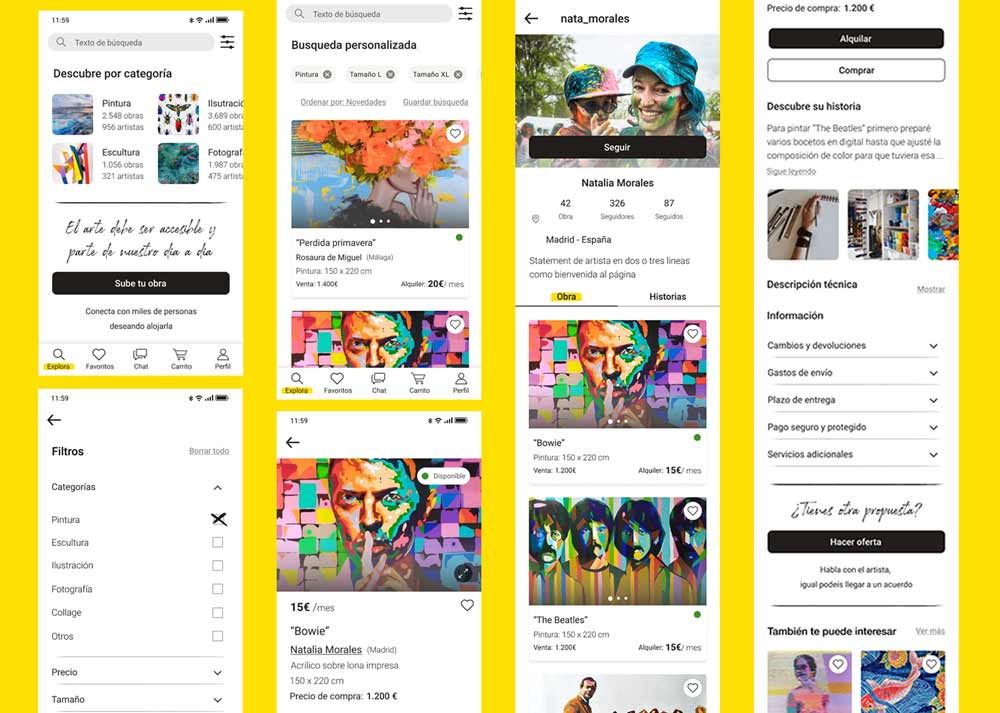 11:59
Texto de búsqueda
Descubre por categoría
Pintura
2.548 obras
956 artistas
Ilsustració
3.689 obra
600 artista
Escultura
1.056 obras
321 artistas
Fotograf
1.987 obra
475 artist
El arte debe ser accesible y
parte de nuestro dia a dia
Sube tu obra
Conecta con miles de personas
deseando alojarla
Explora
Favoritos
Chat
Carrito
Perfil
11:59
Filtros
Borrar todo
Categorías
Pintura
Escultura
Ilustración
Fotografía
Collage
Otros
Precio
Tamaño
Texto de búsqueda
Busqueda personalizada
Pintura
Tamaño L
Tamaño XL
Ordenar por: Novedades
Guardar búsqueda
“Perdida primavera”
Rosaura de Miguel (Málaga)
Pintura: 150 x 220 cm
Venta: 1.400€
Alquiler: 20€/ mes
Explora
Favoritos
Chat
Carrito
Perfil
11:59
Disponible
15€ /mes
“Bowie”
Natalia Morales (Madrid)
Acrilico sobre lona impresa
150 x 220 cm
Precio de compra: 1.200 €
nata_morales
Seguir
Natalia Morales
42
Obra
326
Seguidores
87
Seguidos
Madrid - España
Statement de artista en dos o tres lineas
como bienvenida al página
Obra
Historias
“Bowie”
Pintura: 150 x 220 cm
Venta: 1.200€
Alquiler: 15€/ mes
“The Beatles”
Pintura: 150 x 220 cm
Venta: 1.200€
Alquiler: 15€/ mes
Precio de compra: 1.200 €
Alquilar
Comprar
Descubre su historia
Para pintar “The Beatles” primero preparé
varios bocetos en digital hasta que ajusté la
composición de color para que tuviera esa ...
Sigue leyendo
Descripción técnica
Mostrar
Información
Cambios y devoluciones
Gastos de envío
Plazo de entrega
Pago seguro y protegido
Servicios adicionales
¿Tienes otra propuesta?
Hacer oferta
Habla con el artista,
igual podeis llegar a un acuerdo
También te puede interesar
Ver más